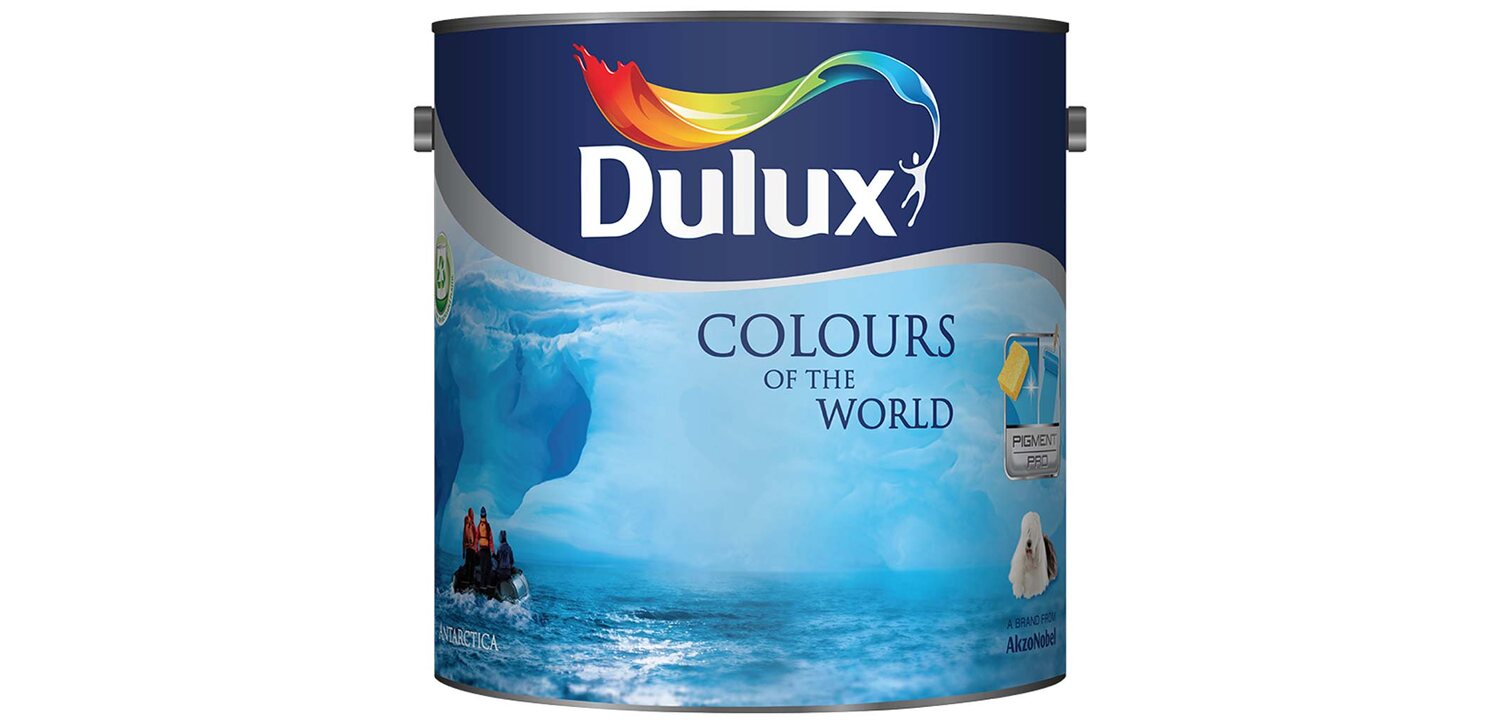 Dulux
COLOURS
OF THE
WORLD
PIGMENT
PRO
ANTARCTICA
A BRAND FROM
AkzoNobel